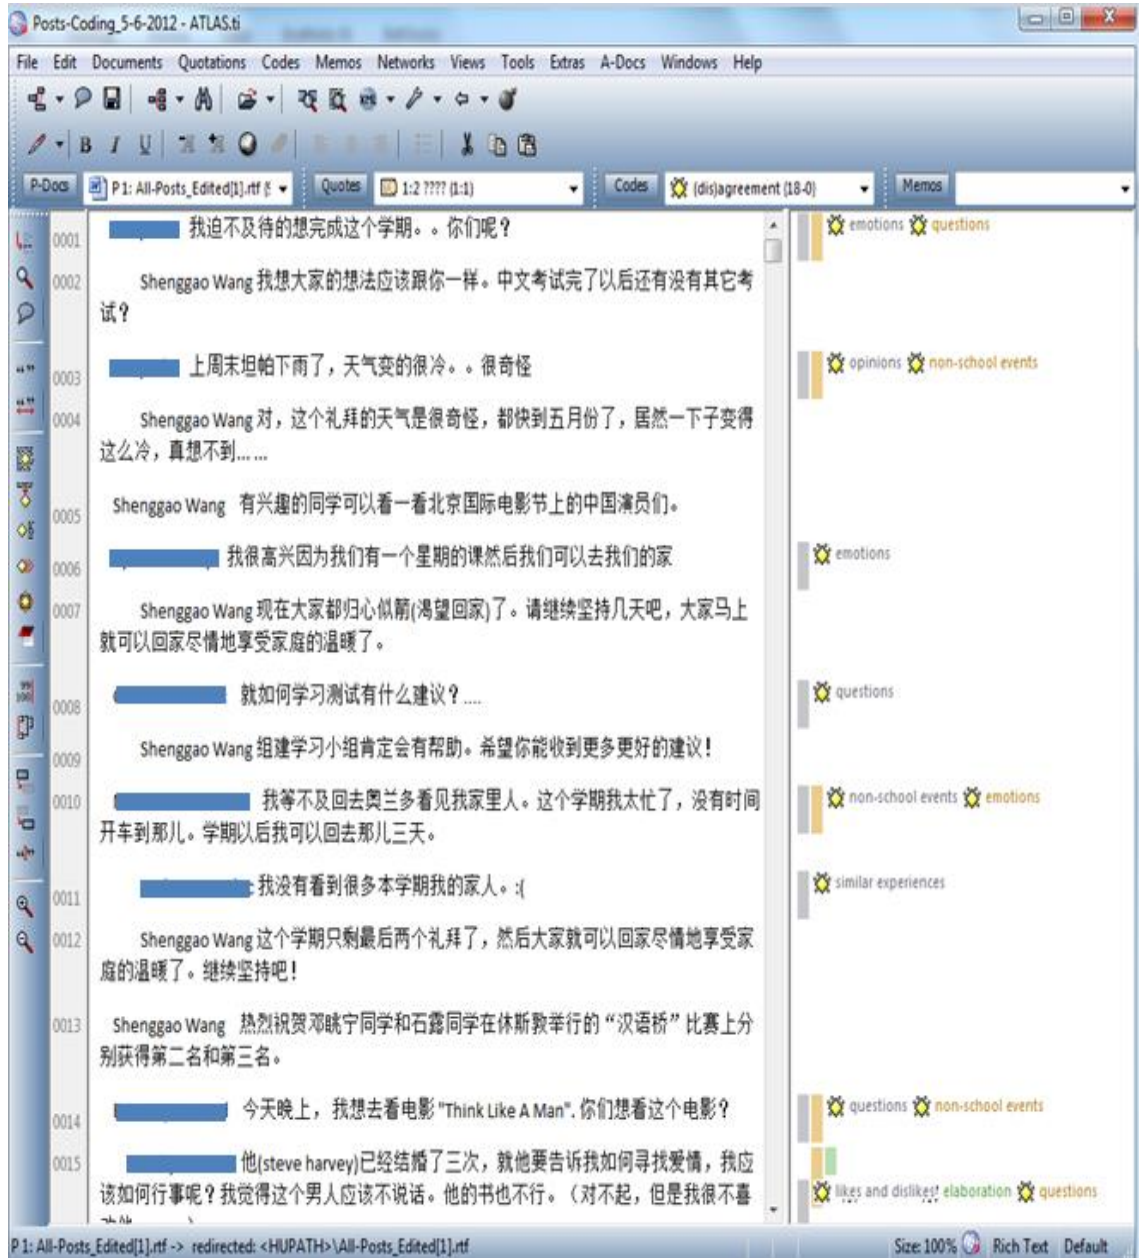 Posts-Coding_5-6-2012 - ATLAS.ti
File Edit Documents Quotations Codes Memos Networks Views Tools Extras A-Docs Windows Help
B I U
P-Docs P 1: All-Posts_Edited[1].rtf Quotes 1:2 ???? (1:1) Codes (dis)agreement (18-0) Memos
0001 我迫不及待的想完成这个学期。。你们呢？ emotions questions
0002 Shenggao Wang 我想大家的想法应该跟你一样。中文考试完了以后还有没有其它考
试？
0003 上周末坦帕下雨了，天气变的很冷。。很奇怪 opinions non-school events
0004 Shenggao Wang 对，这个礼拜的天气是很奇怪，都快到五月份了，居然一下子变得
这么冷，真想不到... ...
0005 Shenggao Wang 有兴趣的同学可以看一看北京国际电影节上的中国演员们。
0006 我很高兴因为我们有一个星期的课然后我们可以去我们的家 emotions
0007 Shenggao Wang 现在大家都归心似箭(渴望回家)了。请继续坚持几天吧，大家马上
就可以回家尽情地享受家庭的温暖了。
0008 就如何学习测试有什么建议？.... questions
0009 Shenggao Wang 组建学习小组肯定会有帮助。希望你能收到更多更好的建议！
0010 我等不及回去奥兰多看见我家里人。这个学期我太忙了，没有时间 non-school events emotions
开车到那儿。学期以后我可以回去那儿三天。
0011 我没有看到很多本学期我的家人。:( similar experiences
0012 Shenggao Wang 这个学期只剩最后两个礼拜了，然后大家就可以回家尽情地享受家
庭的温暖了。继续坚持吧！
0013 Shenggao Wang 热烈祝贺邓眺宁同学和石露同学在休斯敦举行的“汉语桥”比赛上分
别获得第二名和第三名。
0014 今天晚上，我想去看电影 "Think Like A Man". 你们想看这个电影？ questions non-school events
0015 他(steve harvey)已经结婚了三次，就他要告诉我如何寻找爱情，我应
该如何行事呢？我觉得这个男人应该不说话。他的书也不行。（对不起，但是我很不喜 likes and dislikes elaboration questions
P 1: All-Posts_Edited[1].rtf -> redirected: <HUPATH>\All-Posts_Edited[1].rtf Size: 100% Rich Text Default